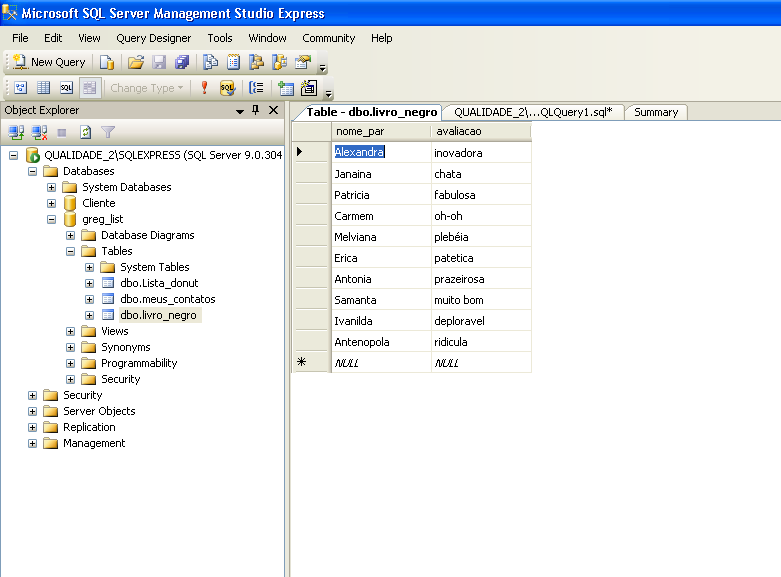 Microsoft SQL Server Management Studio Express
File Edit View Query Designer Tools Window Community Help
New Query
Change Type
Object Explorer
QUALIDADE_2\SQLEXPRESS (SQL Server 9.0.304
Databases
System Databases
Cliente
greg_list
Database Diagrams
Tables
System Tables
dbo.Lista_donut
dbo.meus_contatos
dbo.livro_negro
Views
Synonyms
Programmability
Security
Security
Server Objects
Replication
Management
Table - dbo.livro_negro QUALIDADE_2\...QLQuery1.sql* Summary
nome_par avaliacao
Alexandra inovadora
Janaina chata
Patricia fabulosa
Carmem oh-oh
Melviana plebéia
Erica patetica
Antonia prazeirosa
Samanta muito bom
Ivanilda deploravel
Antenopola ridicula
NULL NULL